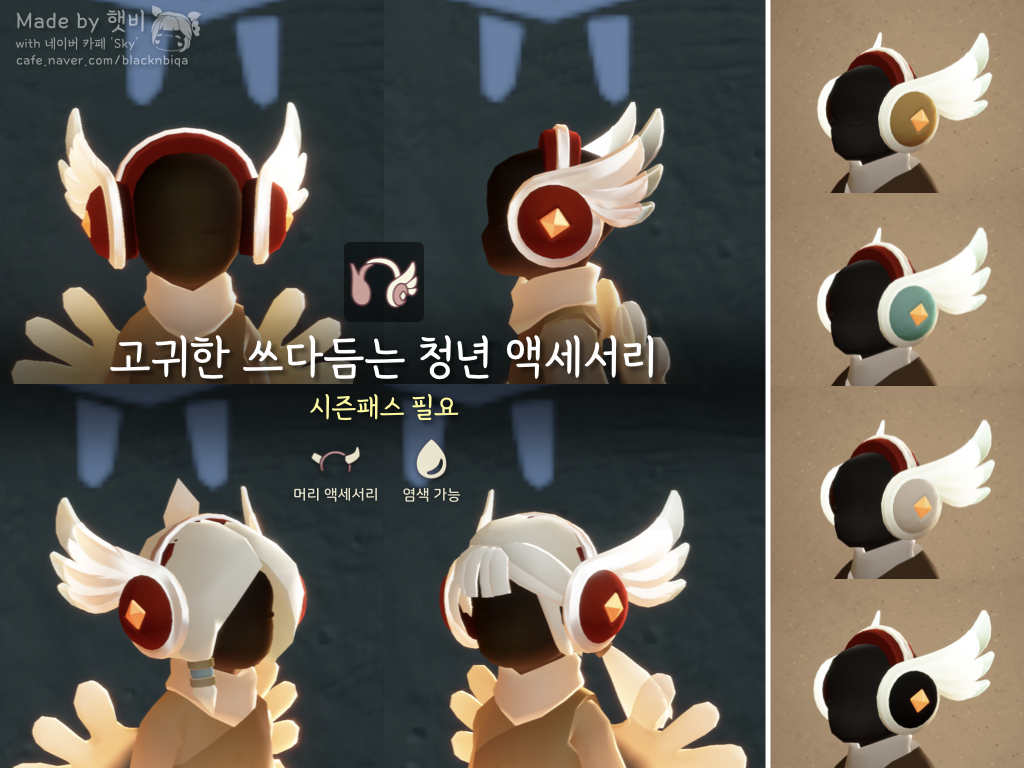 Made by 햇비
with 네이버 카페 'Sky'
cafe.naver.com/blacknbiqa
고귀한 쓰다듬는 청년 액세서리
시즌패스 필요
머리 액세서리
염색 가능